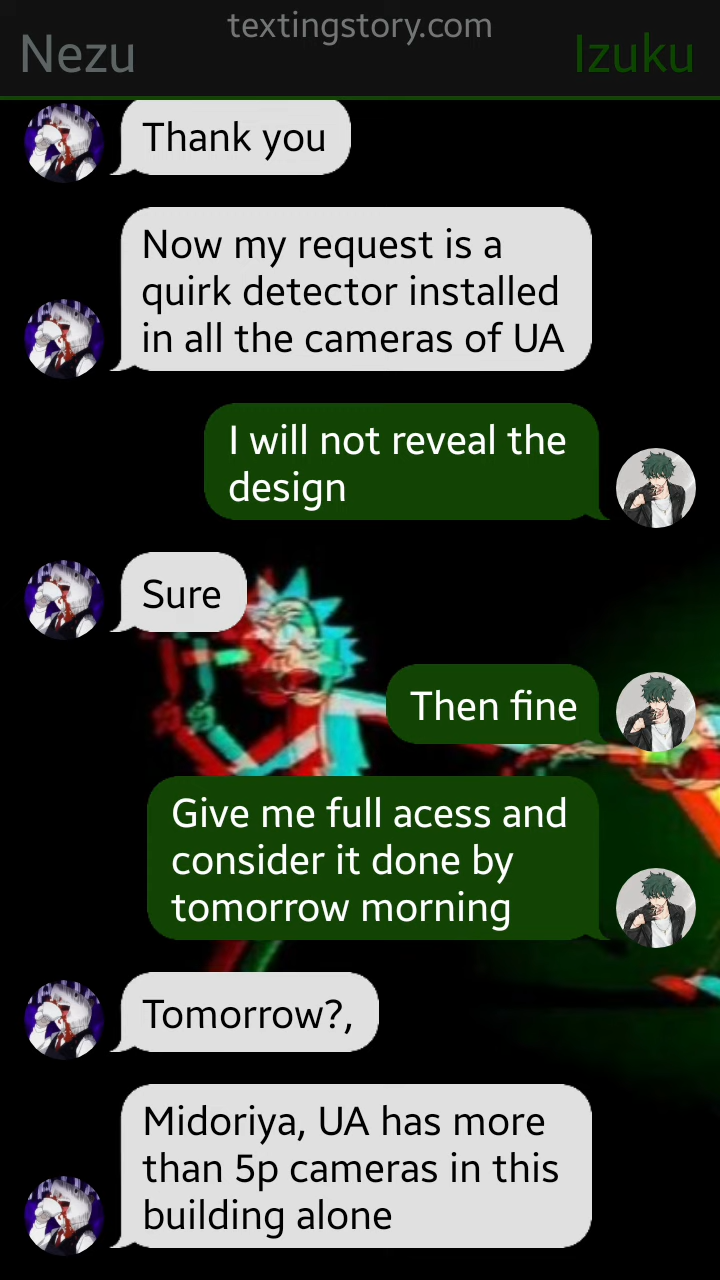 textingstory.com
Nezu
Izuku
Thank you
Now my request is a
quirk detector installed
in all the cameras of UA
I will not reveal the
design
Sure
Then fine
Give me full acess and
consider it done by
tomorrow morning
Tomorrow?,
Midoriya, UA has more
than 5p cameras in this
building alone